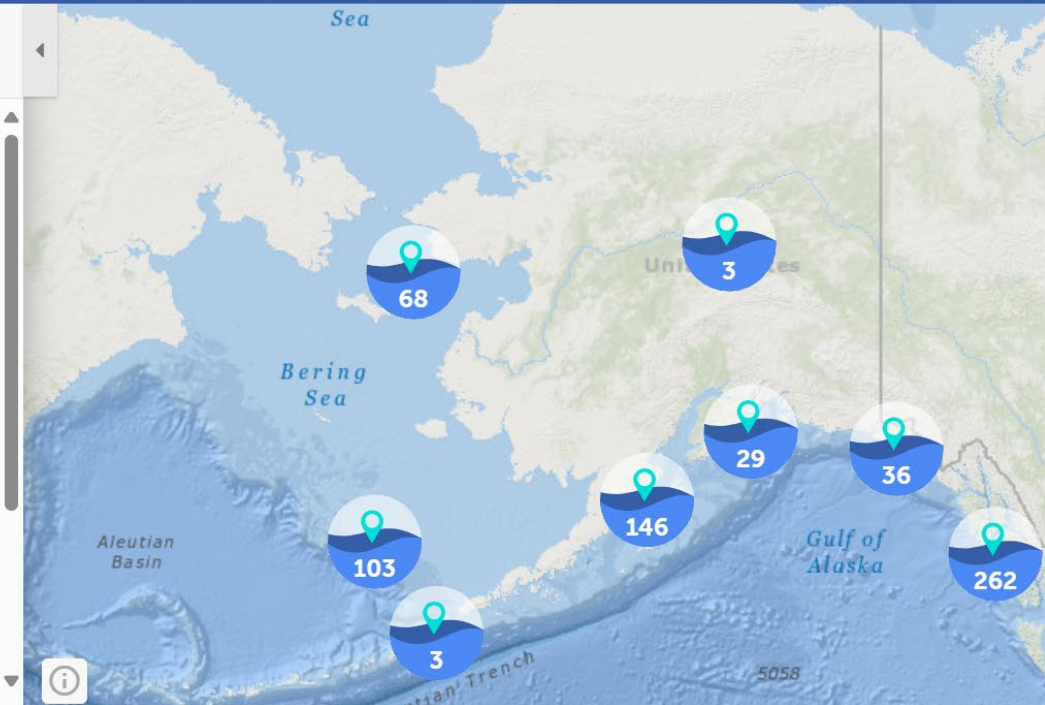 Sea
3
68
Bering
Sea
29
36
146
Gulf of
Alaska
Aleutian
Basin
103
262
3
Trench
5058